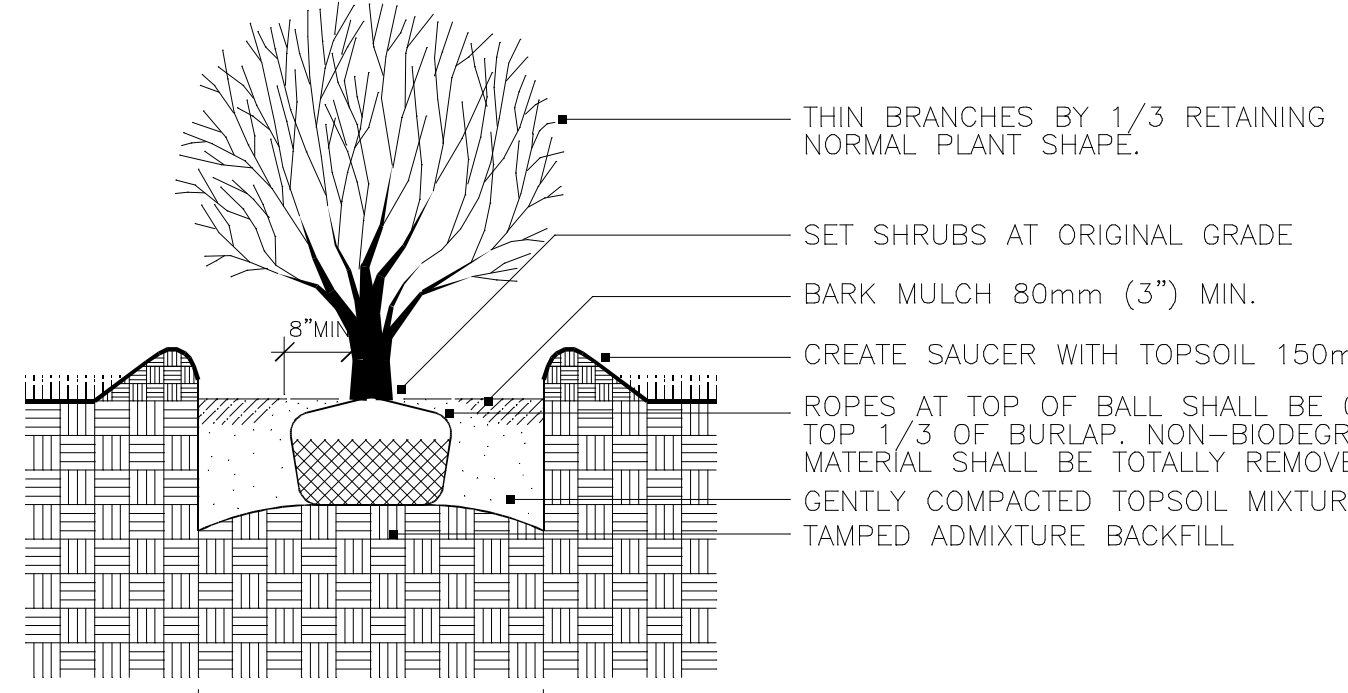 THIN BRANCHES BY 1/3 RETAINING
NORMAL PLANT SHAPE.
SET SHRUBS AT ORIGINAL GRADE
BARK MULCH 80mm (3") MIN.
8"MIN
CREATE SAUCER WITH TOPSOIL
ROPES AT TOP OF BALL SHALL BE
TOP 1/3 OF BURLAP.
MATERIAL SHALL BE TOTALLY
GENTLY COMPACTED TOPSOIL
TAMPED ADMIXTURE BACKFILL